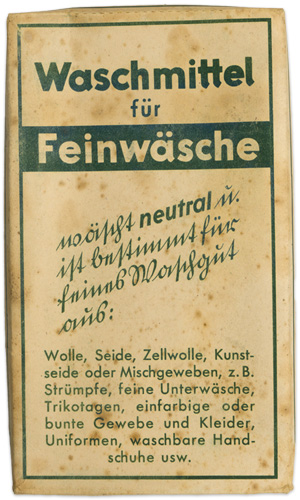 Waschmittel
für
Feinwäsche
wäscht neutral u.
ist bestimmt für
feines Waschgut
aus:
Wolle, Seide, Zellwolle, Kunst-
seide oder Mischgeweben, z. B.
Strümpfe, feine Unterwäsche,
Trikotagen, einfarbige oder
bunte Gewebe und Kleider,
Uniformen, waschbare Hand-
schuhe usw.